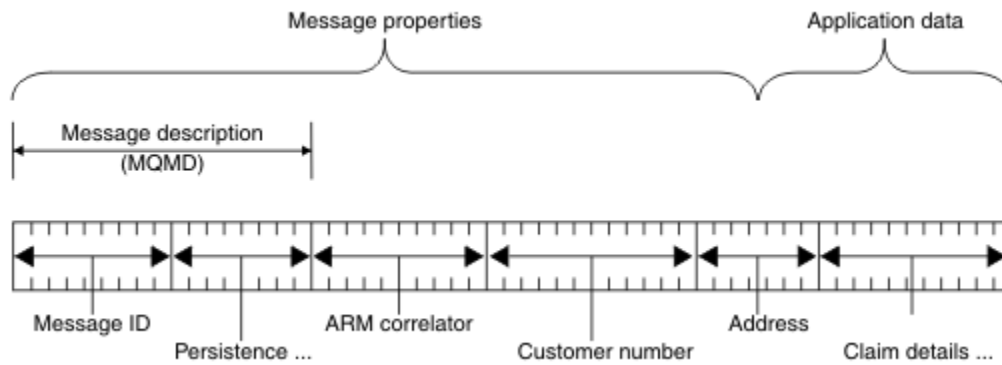 Message properties
Application data
Message description
(MQMD)
Message ID
ARM correlator
Address
Persistence ...
Customer number
Claim details ...